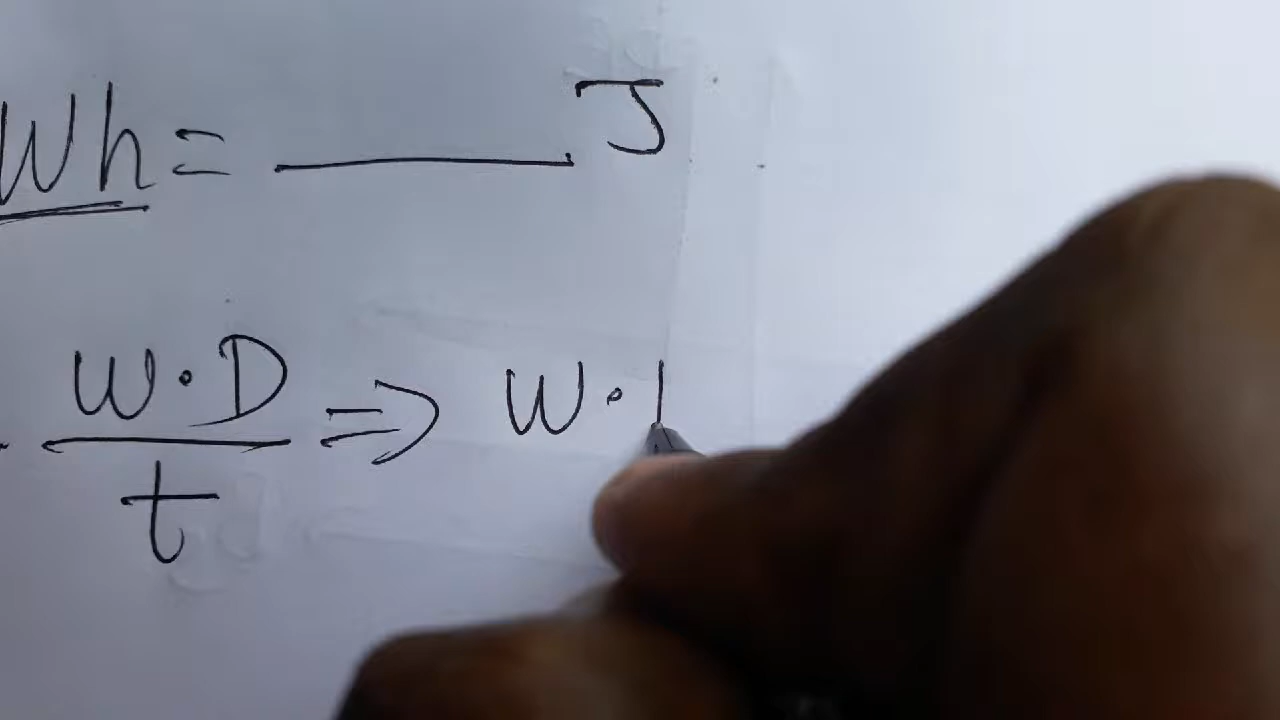 Wh = ______ J
W·D / t => W·